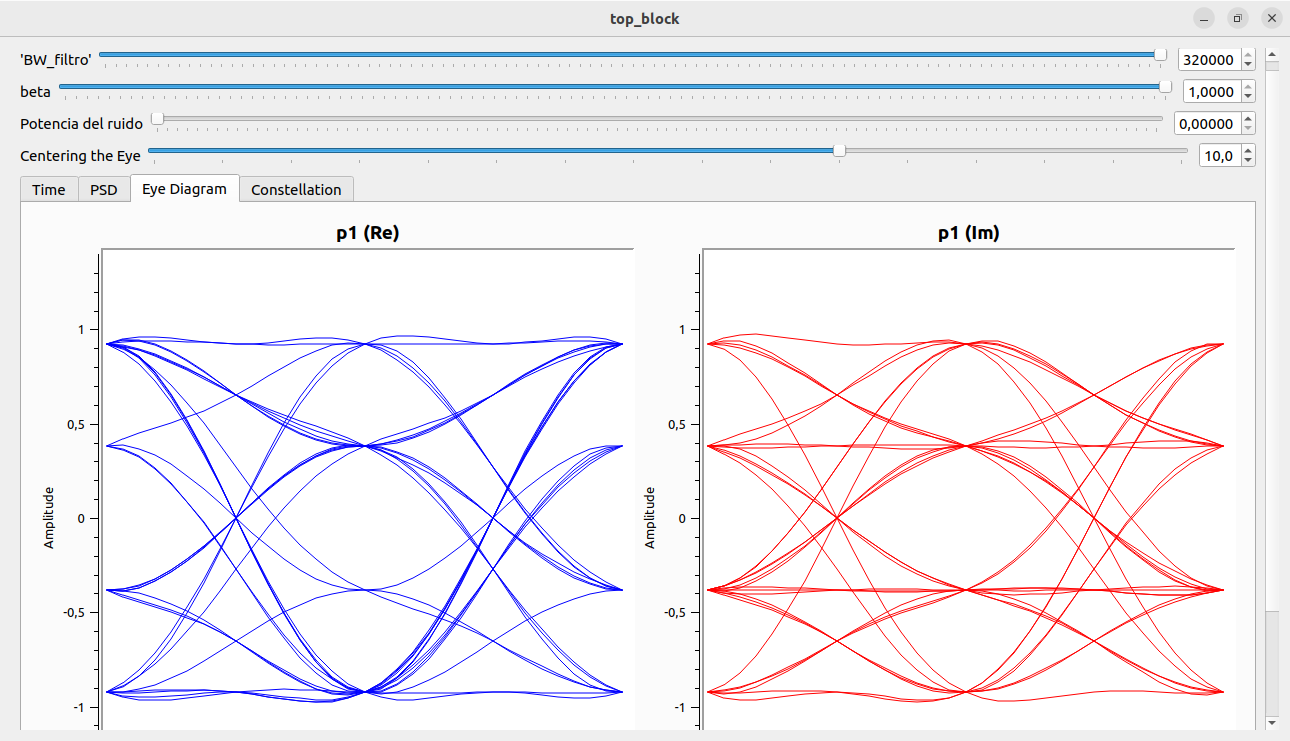 top_block
'BW_filtro' 320000
beta 1,0000
Potencia del ruido 0,00000
Centering the Eye 10,0
Time PSD Eye Diagram Constellation
p1 (Re) p1 (Im)
1 1
0,5 0,5
0 0
Amplitude Amplitude
-0,5 -0,5
-1 -1